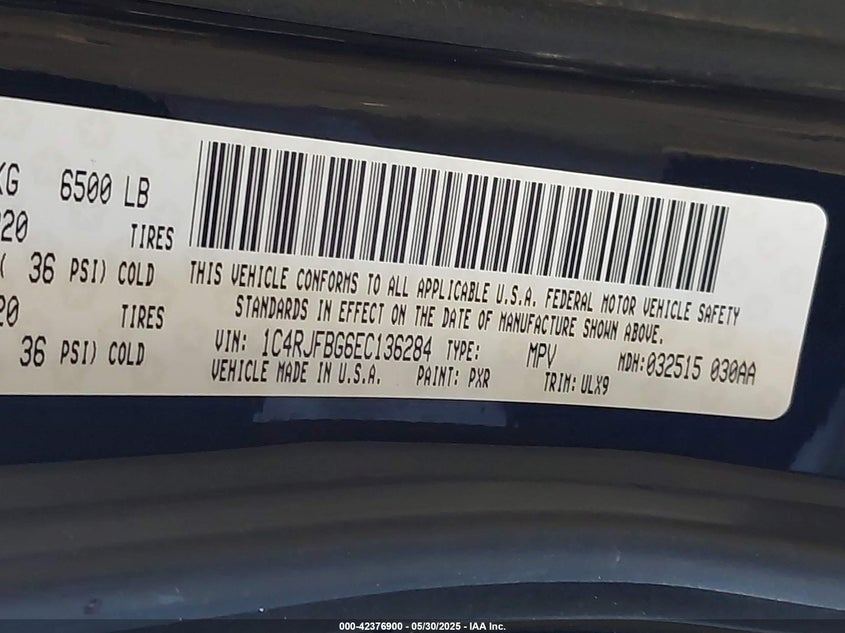 KG 6500 LB
20 TIRES
( 36 PSI) COLD
20 TIRES
36 PSI) COLD
THIS VEHICLE CONFORMS TO ALL APPLICABLE U.S.A. FEDERAL MOTOR VEHICLE SAFETY
STANDARDS IN EFFECT ON THE DATE OF MANUFACTURE SHOWN ABOVE.
VIN: 1C4RJFBG6EC136284 TYPE: MPV MDH:032515 030AA
VEHICLE MADE IN U.S.A. PAINT: PXR TRIM: ULX9
000-42376900 - 05/30/2025 - IAA Inc.